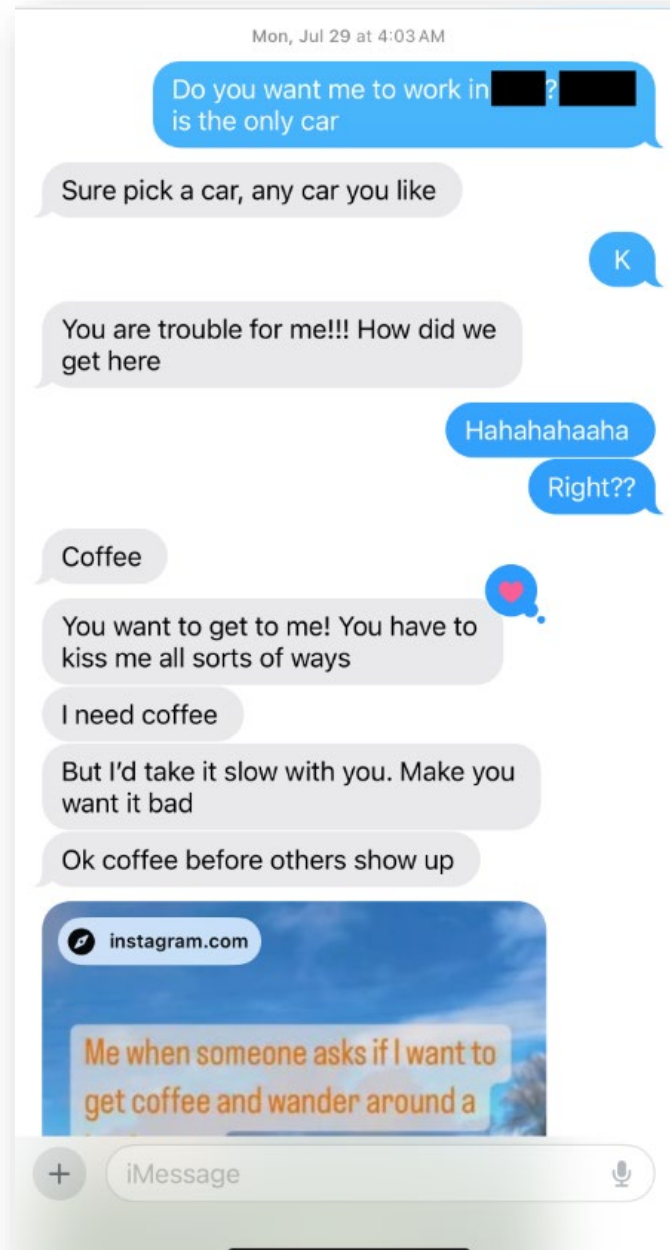 Mon, Jul 29 at 4:03 AM
Do you want me to work in ?
is the only car
Sure pick a car, any car you like
K
You are trouble for me!!! How did we
get here
Hahahahaaha
Right??
Coffee
You want to get to me! You have to
kiss me all sorts of ways
I need coffee
But I'd take it slow with you. Make you
want it bad
Ok coffee before others show up
instagram.com
Me when someone asks if I want to
get coffee and wander around a
iMessage